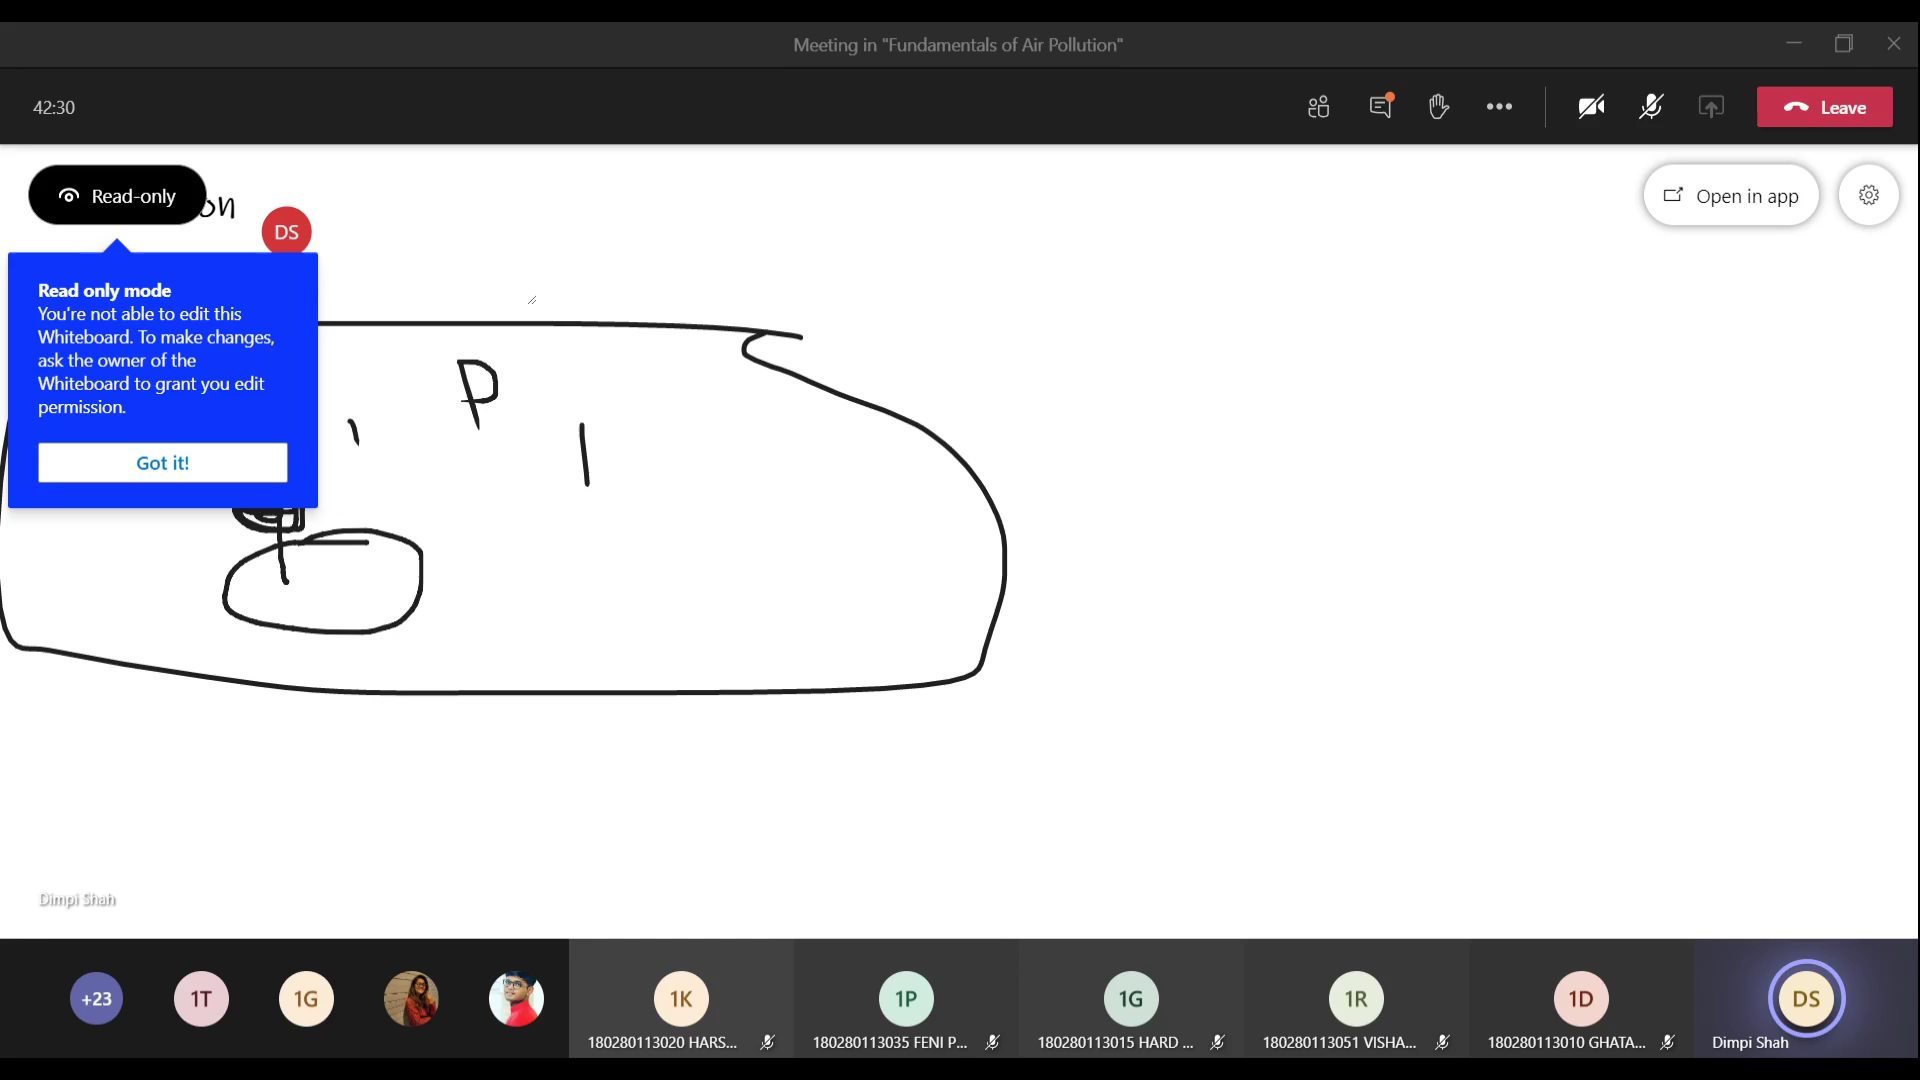 Meeting in "Fundamentals of Air Pollution"
42:30
Leave
Read-only
on
DS
Open in app
Read only mode
You're not able to edit this
Whiteboard. To make changes,
ask the owner of the
Whiteboard to grant you edit
permission.
Got it!
P
Dimpi Shah
+23
1T
1G
1K
1P
1G
1R
1D
DS
180280113020 HARS...
180280113035 FENI P...
180280113015 HARD ...
180280113051 VISHA...
180280113010 GHATA...
Dimpi Shah